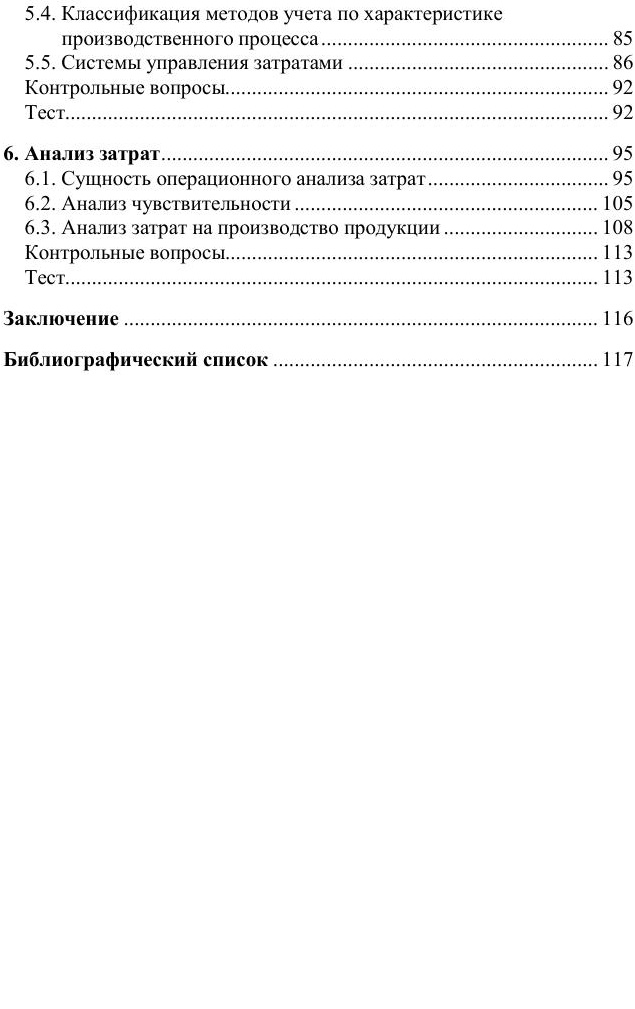 5.4. Классификация методов учета по характеристике
производственного процесса ........................................................ 85
5.5. Системы управления затратами .................................................. 86
Контрольные вопросы......................................................................... 92
Тест........................................................................................................ 92
6. Анализ затрат..................................................................................... 95
6.1. Сущность операционного анализа затрат................................... 95
6.2. Анализ чувствительности .......................................................... 105
6.3. Анализ затрат на производство продукции .............................. 108
Контрольные вопросы....................................................................... 113
Тест...................................................................................................... 113
Заключение ........................................................................................... 116
Библиографический список .............................................................. 117